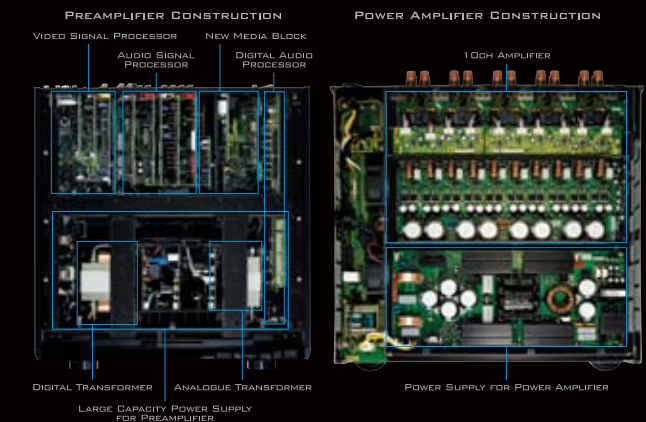 PREAMPLIFIER CONSTRUCTION
POWER AMPLIFIER CONSTRUCTION
VIDEO SIGNAL PROCESSOR
NEW MEDIA BLOCK
AUDIO SIGNAL
PROCESSOR
DIGITAL AUDIO
PROCESSOR
10CH AMPLIFIER
DIGITAL TRANSFORMER
ANALOGUE TRANSFORMER
POWER SUPPLY FOR POWER AMPLIFIER
LARGE CAPACITY POWER SUPPLY
FOR PREAMPLIFIER